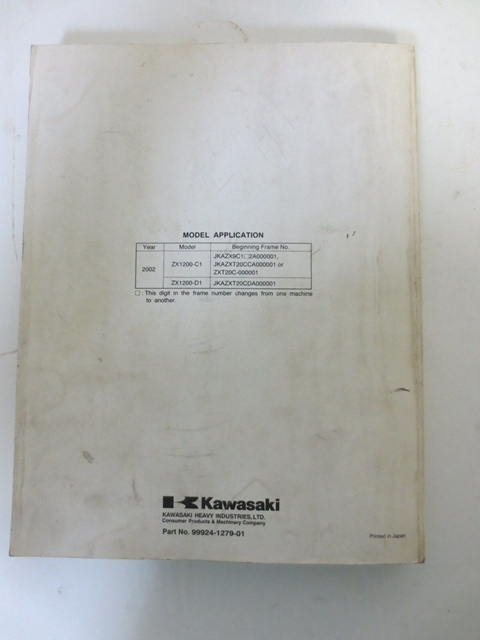 MODEL APPLICATION
Year Model Beginning Frame No.
2002 ZX1200-C1 JKAZX9C1□2A000001,
JKAZXT20CCA000001 or
ZXT20C-000001
ZX1200-D1 JKAZXT20CDA000001
□ : This digit in the frame number changes from one machine
to another.
Kawasaki
KAWASAKI HEAVY INDUSTRIES, LTD.
Consumer Products & Machinery Company
Part No. 99924-1279-01
Printed in Japan